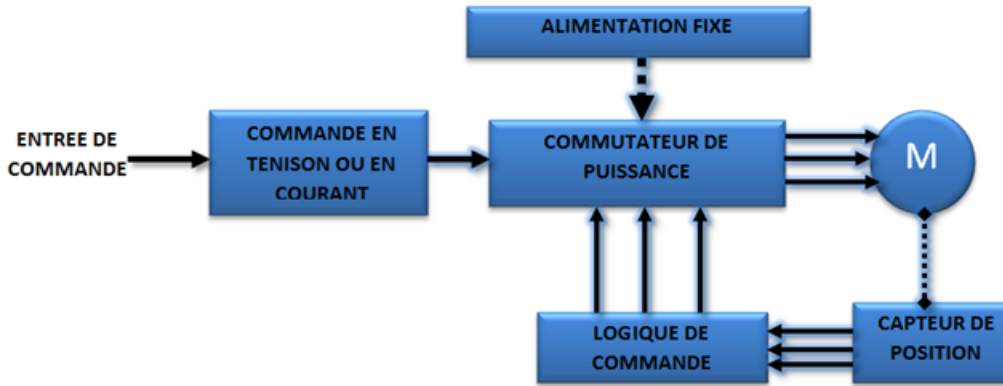 ALIMENTATION FIXE
ENTREE DE
COMMANDE
COMMANDE EN
TENISON OU EN
COURANT
COMMUTATEUR DE
PUISSANCE
M
LOGIQUE DE
COMMANDE
CAPTEUR DE
POSITION